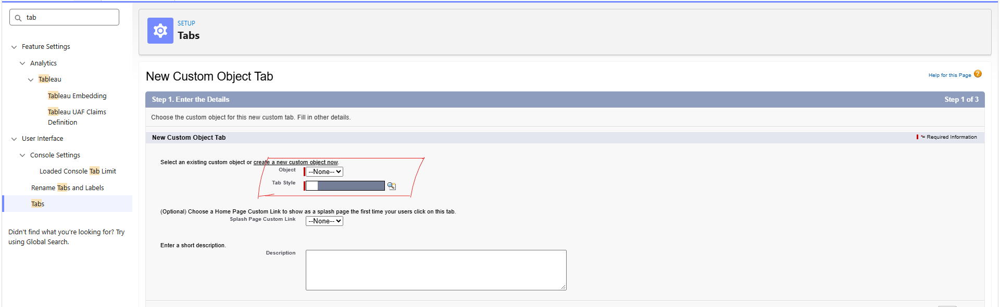 tab
Feature Settings
Analytics
Tableau
Tableau Embedding
Tableau UAF Claims
Definition
User Interface
Console Settings
Loaded Console Tab Limit
Rename Tabs and Labels
Tabs
Didn't find what you're looking for? Try
using Global Search.
SETUP
Tabs
New Custom Object Tab
Help for this Page ?
Step 1. Enter the Details Step 1 of 3
Choose the custom object for this new custom tab. Fill in other details.
New Custom Object Tab *= Required Information
Select an existing custom object or create a new custom object now.
Object --None--
Tab Style
(Optional) Choose a Home Page Custom Link to show as a splash page the first time your users click on this tab.
Splash Page Custom Link --None--
Enter a short description.
Description